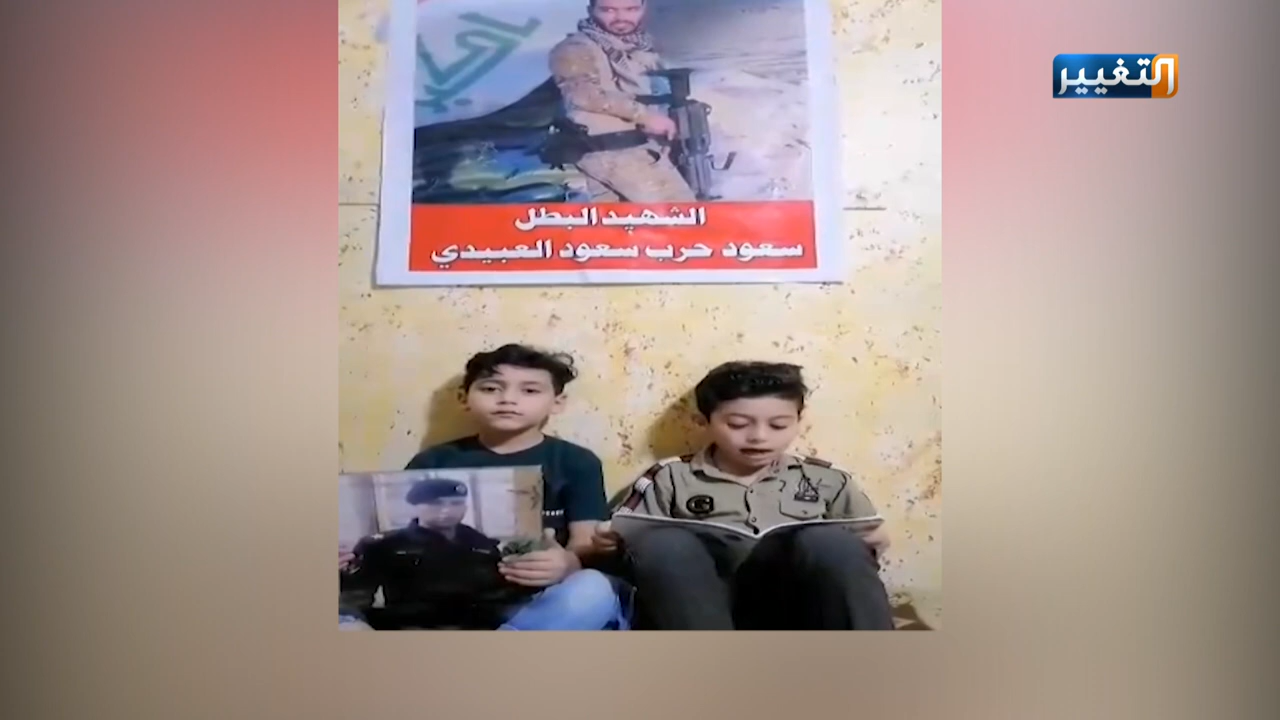 التغيير
الشهيد البطل
سعود حرب سعود العبيدي
G